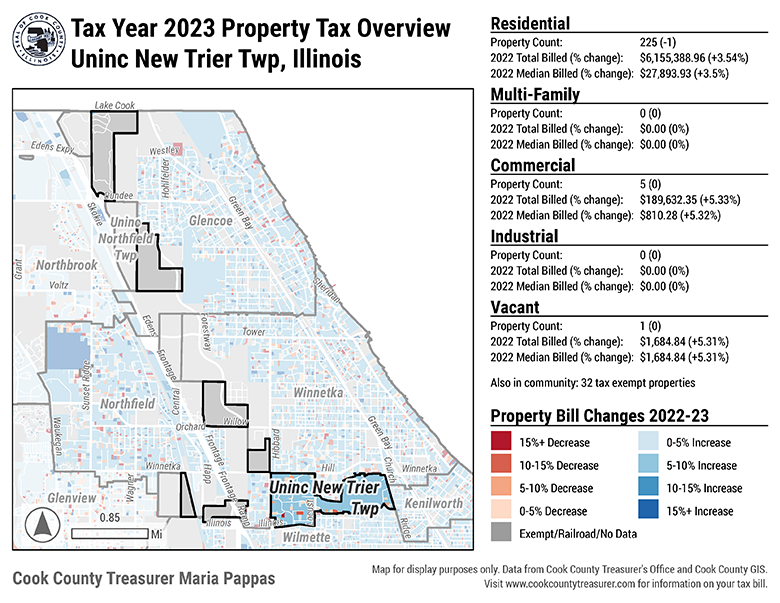 SEAL OF COOK COUNTY
ILLINOIS
Tax Year 2023 Property Tax Overview
Uninc New Trier Twp, Illinois
Lake Cook
Edens Expy
Westley
Hohlfelder
Dundee
Skokie
Green Bay
Uninc
Northfield
Twp
Glencoe
Northbrook
Grant
Voltz
Sheridan
Edens
Forestway
Tower
Frontage
Sunset Ridge
Northfield
Central
Winnetka
Orchard
Willow
Waukegan
Hibbard
Green Bay
Frontage
Frontage
Happ
Winnetka
Hill
Church
Winnetka
Glenview
Wagner
Uninc New Trier
Twp
Kenilworth
Ramp
Illinois
Illinois
Locust
Ridge
Wilmette
0.85
Mi
Residential
Property Count: 225 (-1)
2022 Total Billed (% change): $6,155,388.96 (+3.54%)
2022 Median Billed (% change): $27,893.93 (+3.5%)
Multi-Family
Property Count: 0 (0)
2022 Total Billed (% change): $0.00 (0%)
2022 Median Billed (% change): $0.00 (0%)
Commercial
Property Count: 5 (0)
2022 Total Billed (% change): $189,632.35 (+5.33%)
2022 Median Billed (% change): $810.28 (+5.32%)
Industrial
Property Count: 0 (0)
2022 Total Billed (% change): $0.00 (0%)
2022 Median Billed (% change): $0.00 (0%)
Vacant
Property Count: 1 (0)
2022 Total Billed (% change): $1,684.84 (+5.31%)
2022 Median Billed (% change): $1,684.84 (+5.31%)
Also in community: 32 tax exempt properties
Property Bill Changes 2022-23
15%+ Decrease
0-5% Increase
10-15% Decrease
5-10% Increase
5-10% Decrease
10-15% Increase
0-5% Decrease
15%+ Increase
Exempt/Railroad/No Data
Cook County Treasurer Maria Pappas
Map for display purposes only. Data from Cook County Treasurer's Office and Cook County GIS.
Visit www.cookcountytreasurer.com for information on your tax bill.